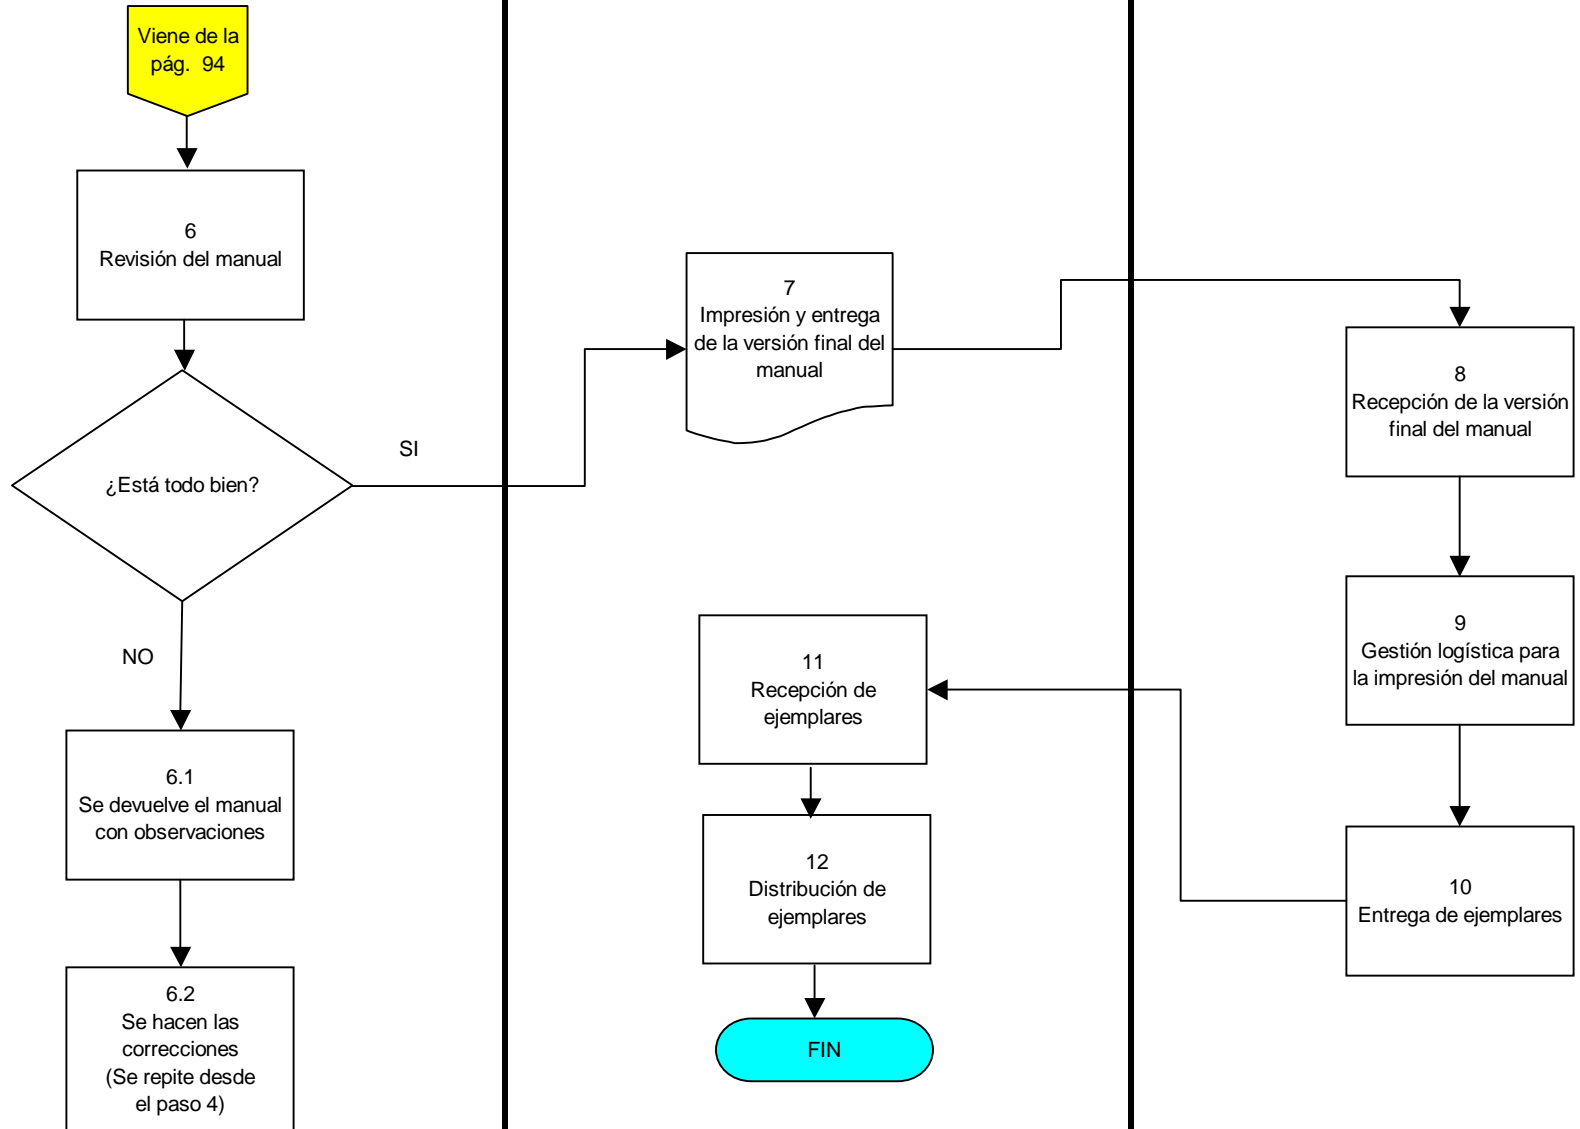 Viene de la
pág. 94
6
Revisión del manual
¿Está todo bien?
SI
NO
6.1
Se devuelve el manual
con observaciones
6.2
Se hacen las
correcciones
(Se repite desde
el paso 4)
7
Impresión y entrega
de la versión final del
manual
8
Recepción de la versión
final del manual
9
Gestión logística para
la impresión del manual
10
Entrega de ejemplares
11
Recepción de
ejemplares
12
Distribución de
ejemplares
FIN